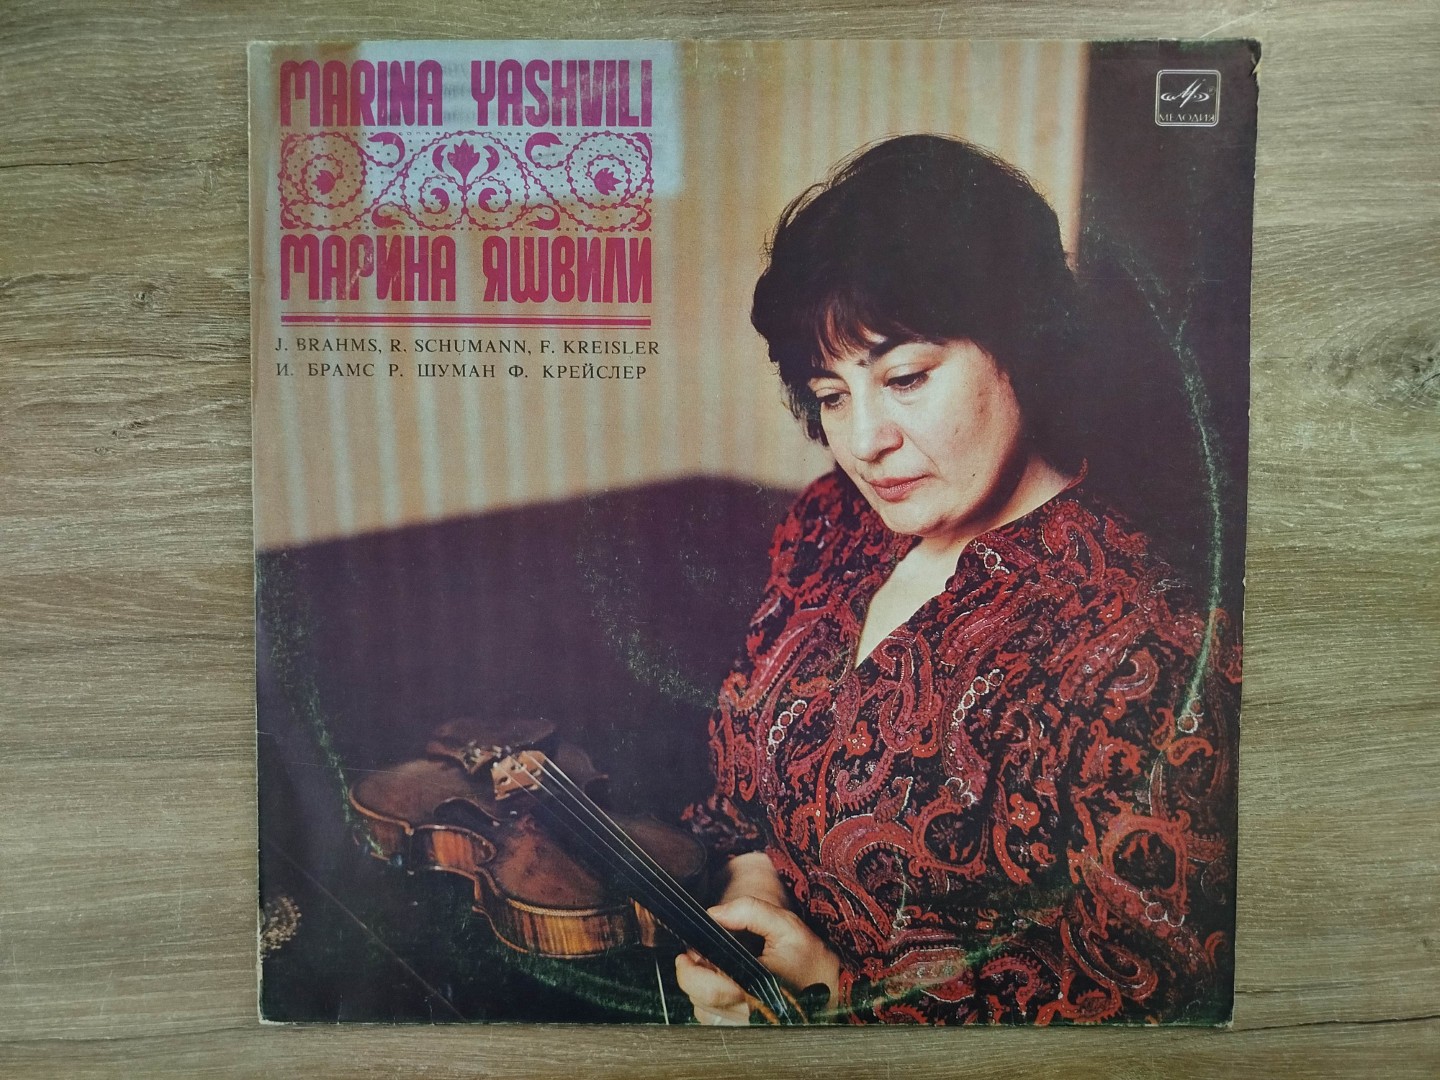 MARINA YASHVILI
МАРИНА ЯШВИЛИ
J. BRAHMS, R. SCHUMANN, F. KREISLER
И. БРАМС Р. ШУМАН Ф. КРЕЙСЛЕР
МЕЛОДИЯ